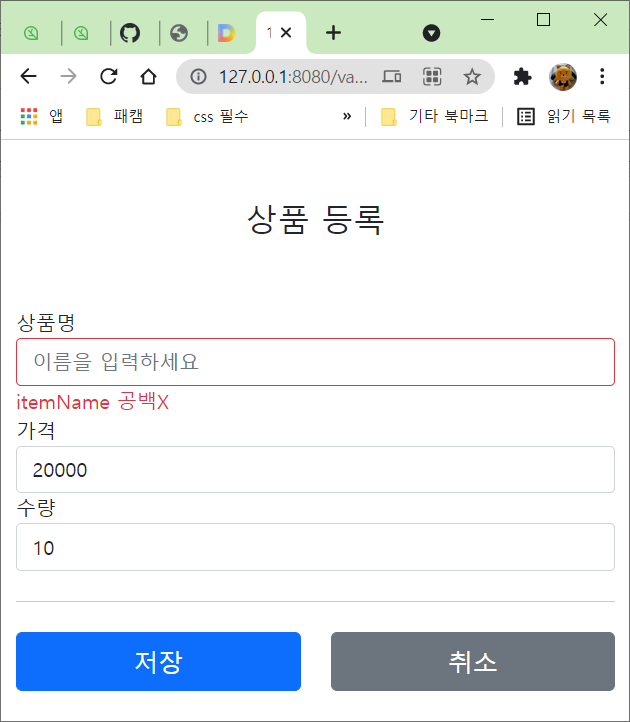 127.0.0.1:8080/va...
앱 패캠 css 필수 » 기타 북마크 읽기 목록
상품 등록
상품명
이름을 입력하세요
itemName 공백X
가격
20000
수량
10
저장 취소